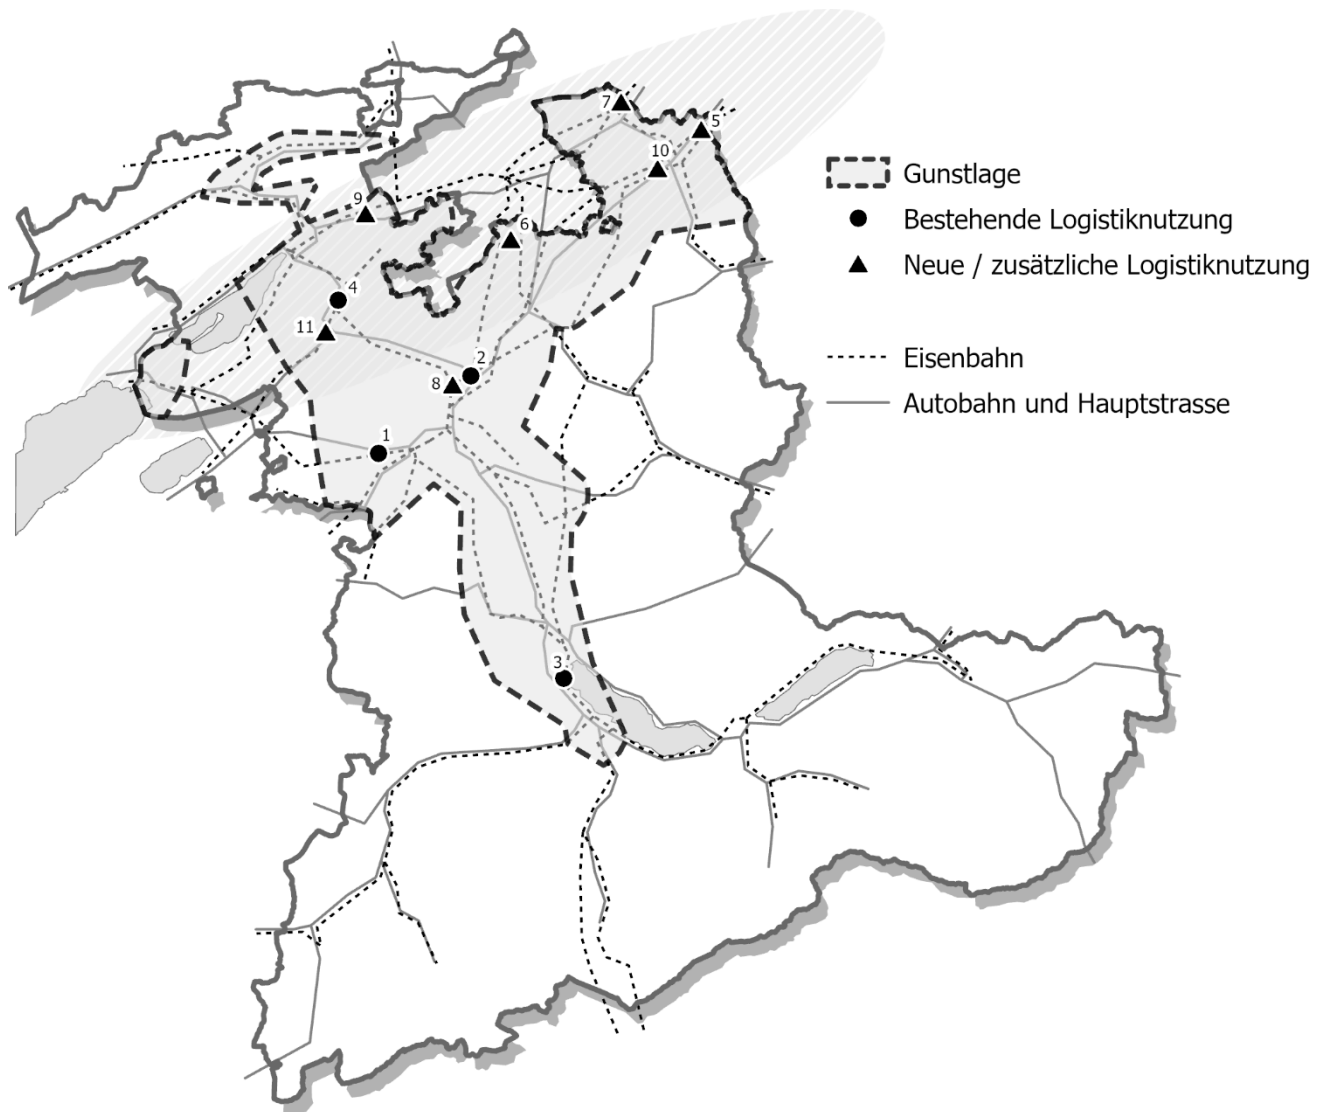 7
5
10
9
6
4
11
2
8
1
3
Gunstlage
Bestehende Logistiknutzung
Neue / zusätzliche Logistiknutzung
Eisenbahn
Autobahn und Hauptstrasse